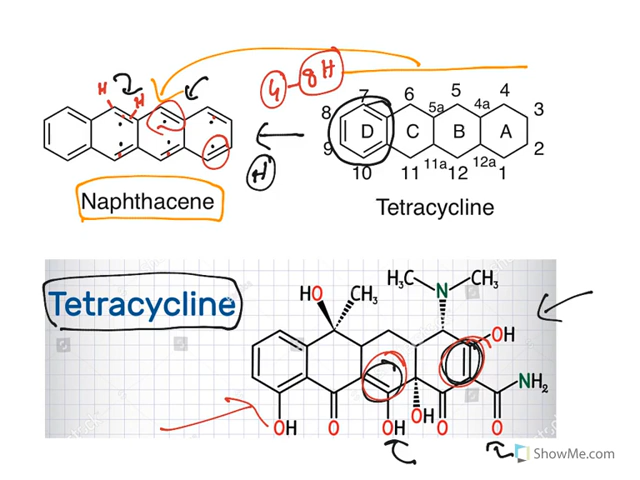 4-8H
H
H
H
7
6
5
4
8
5a
4a
3
D
C
B
A
9
2
10
11
11a
12
12a
1
Naphthacene
Tetracycline
Tetracycline
HO
CH₃
H₃C
N
CH₃
OH
NH₂
OH
O
OH
OH
O
O
ShowMe.com